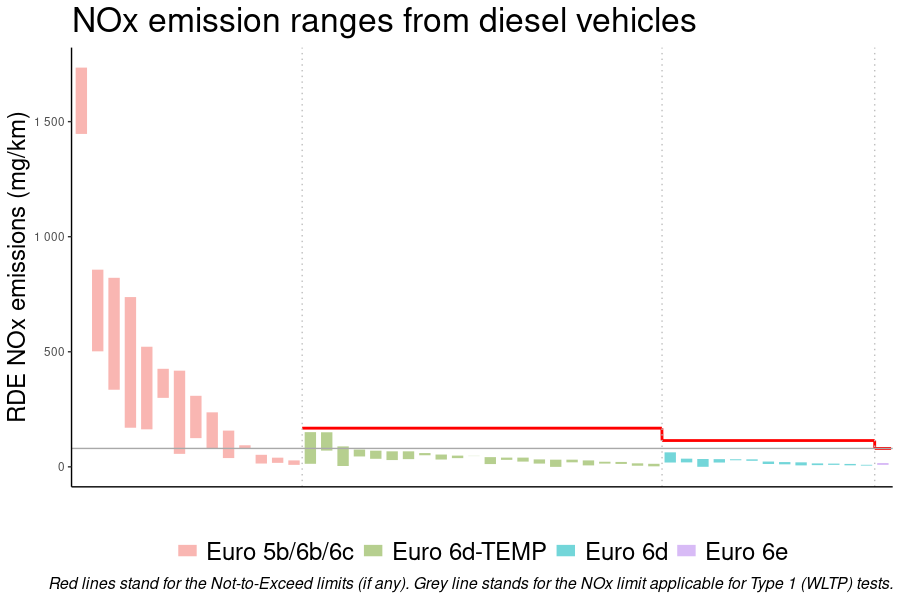 NOx emission ranges from diesel vehicles
RDE NOx emissions (mg/km)
1 500
1 000
500
0
Euro 5b/6b/6c Euro 6d-TEMP Euro 6d Euro 6e
Red lines stand for the Not-to-Exceed limits (if any). Grey line stands for the NOx limit applicable for Type 1 (WLTP) tests.